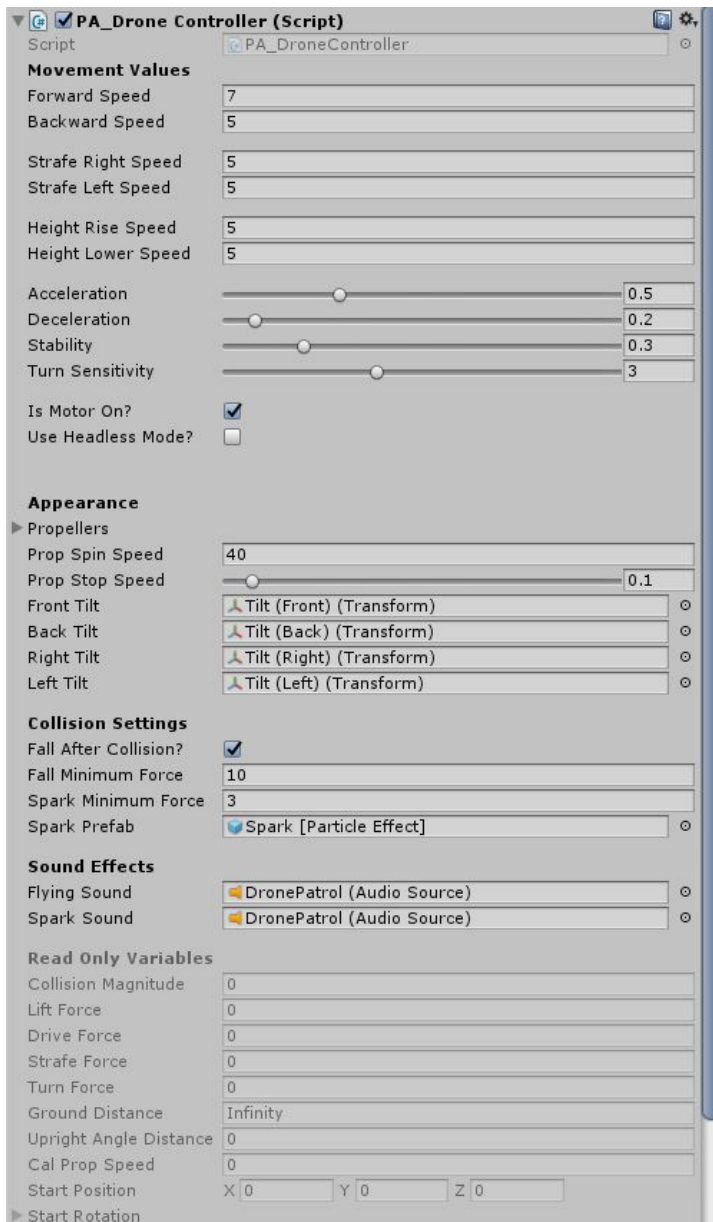 PA_Drone Controller (Script)
Script PA_DroneController
Movement Values
Forward Speed 7
Backward Speed 5
Strafe Right Speed 5
Strafe Left Speed 5
Height Rise Speed 5
Height Lower Speed 5
Acceleration 0.5
Deceleration 0.2
Stability 0.3
Turn Sensitivity 3
Is Motor On?
Use Headless Mode?
Appearance
Propellers
Prop Spin Speed 40
Prop Stop Speed 0.1
Front Tilt Tilt (Front) (Transform)
Back Tilt Tilt (Back) (Transform)
Right Tilt Tilt (Right) (Transform)
Left Tilt Tilt (Left) (Transform)
Collision Settings
Fall After Collision?
Fall Minimum Force 10
Spark Minimum Force 3
Spark Prefab Spark [Particle Effect]
Sound Effects
Flying Sound DronePatrol (Audio Source)
Spark Sound DronePatrol (Audio Source)
Read Only Variables
Collision Magnitude 0
Lift Force 0
Drive Force 0
Strafe Force 0
Turn Force 0
Ground Distance Infinity
Upright Angle Distance 0
Cal Prop Speed 0
Start Position X 0 Y 0 Z 0
Start Rotation